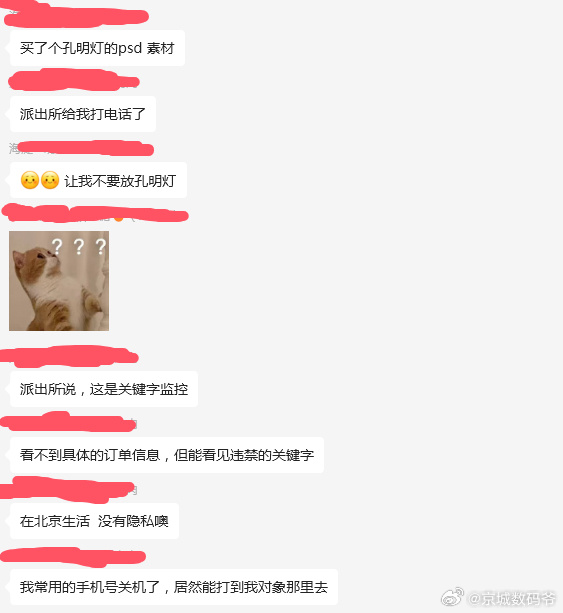 买了个孔明灯的psd 素材
派出所给我打电话了
让我不要放孔明灯
? ? ?
派出所说，这是关键字监控
看不到具体的订单信息，但能看见违禁的关键字
在北京生活 没有隐私噢
我常用的手机号关机了，居然能打到我对象那里去
@京城数码爷